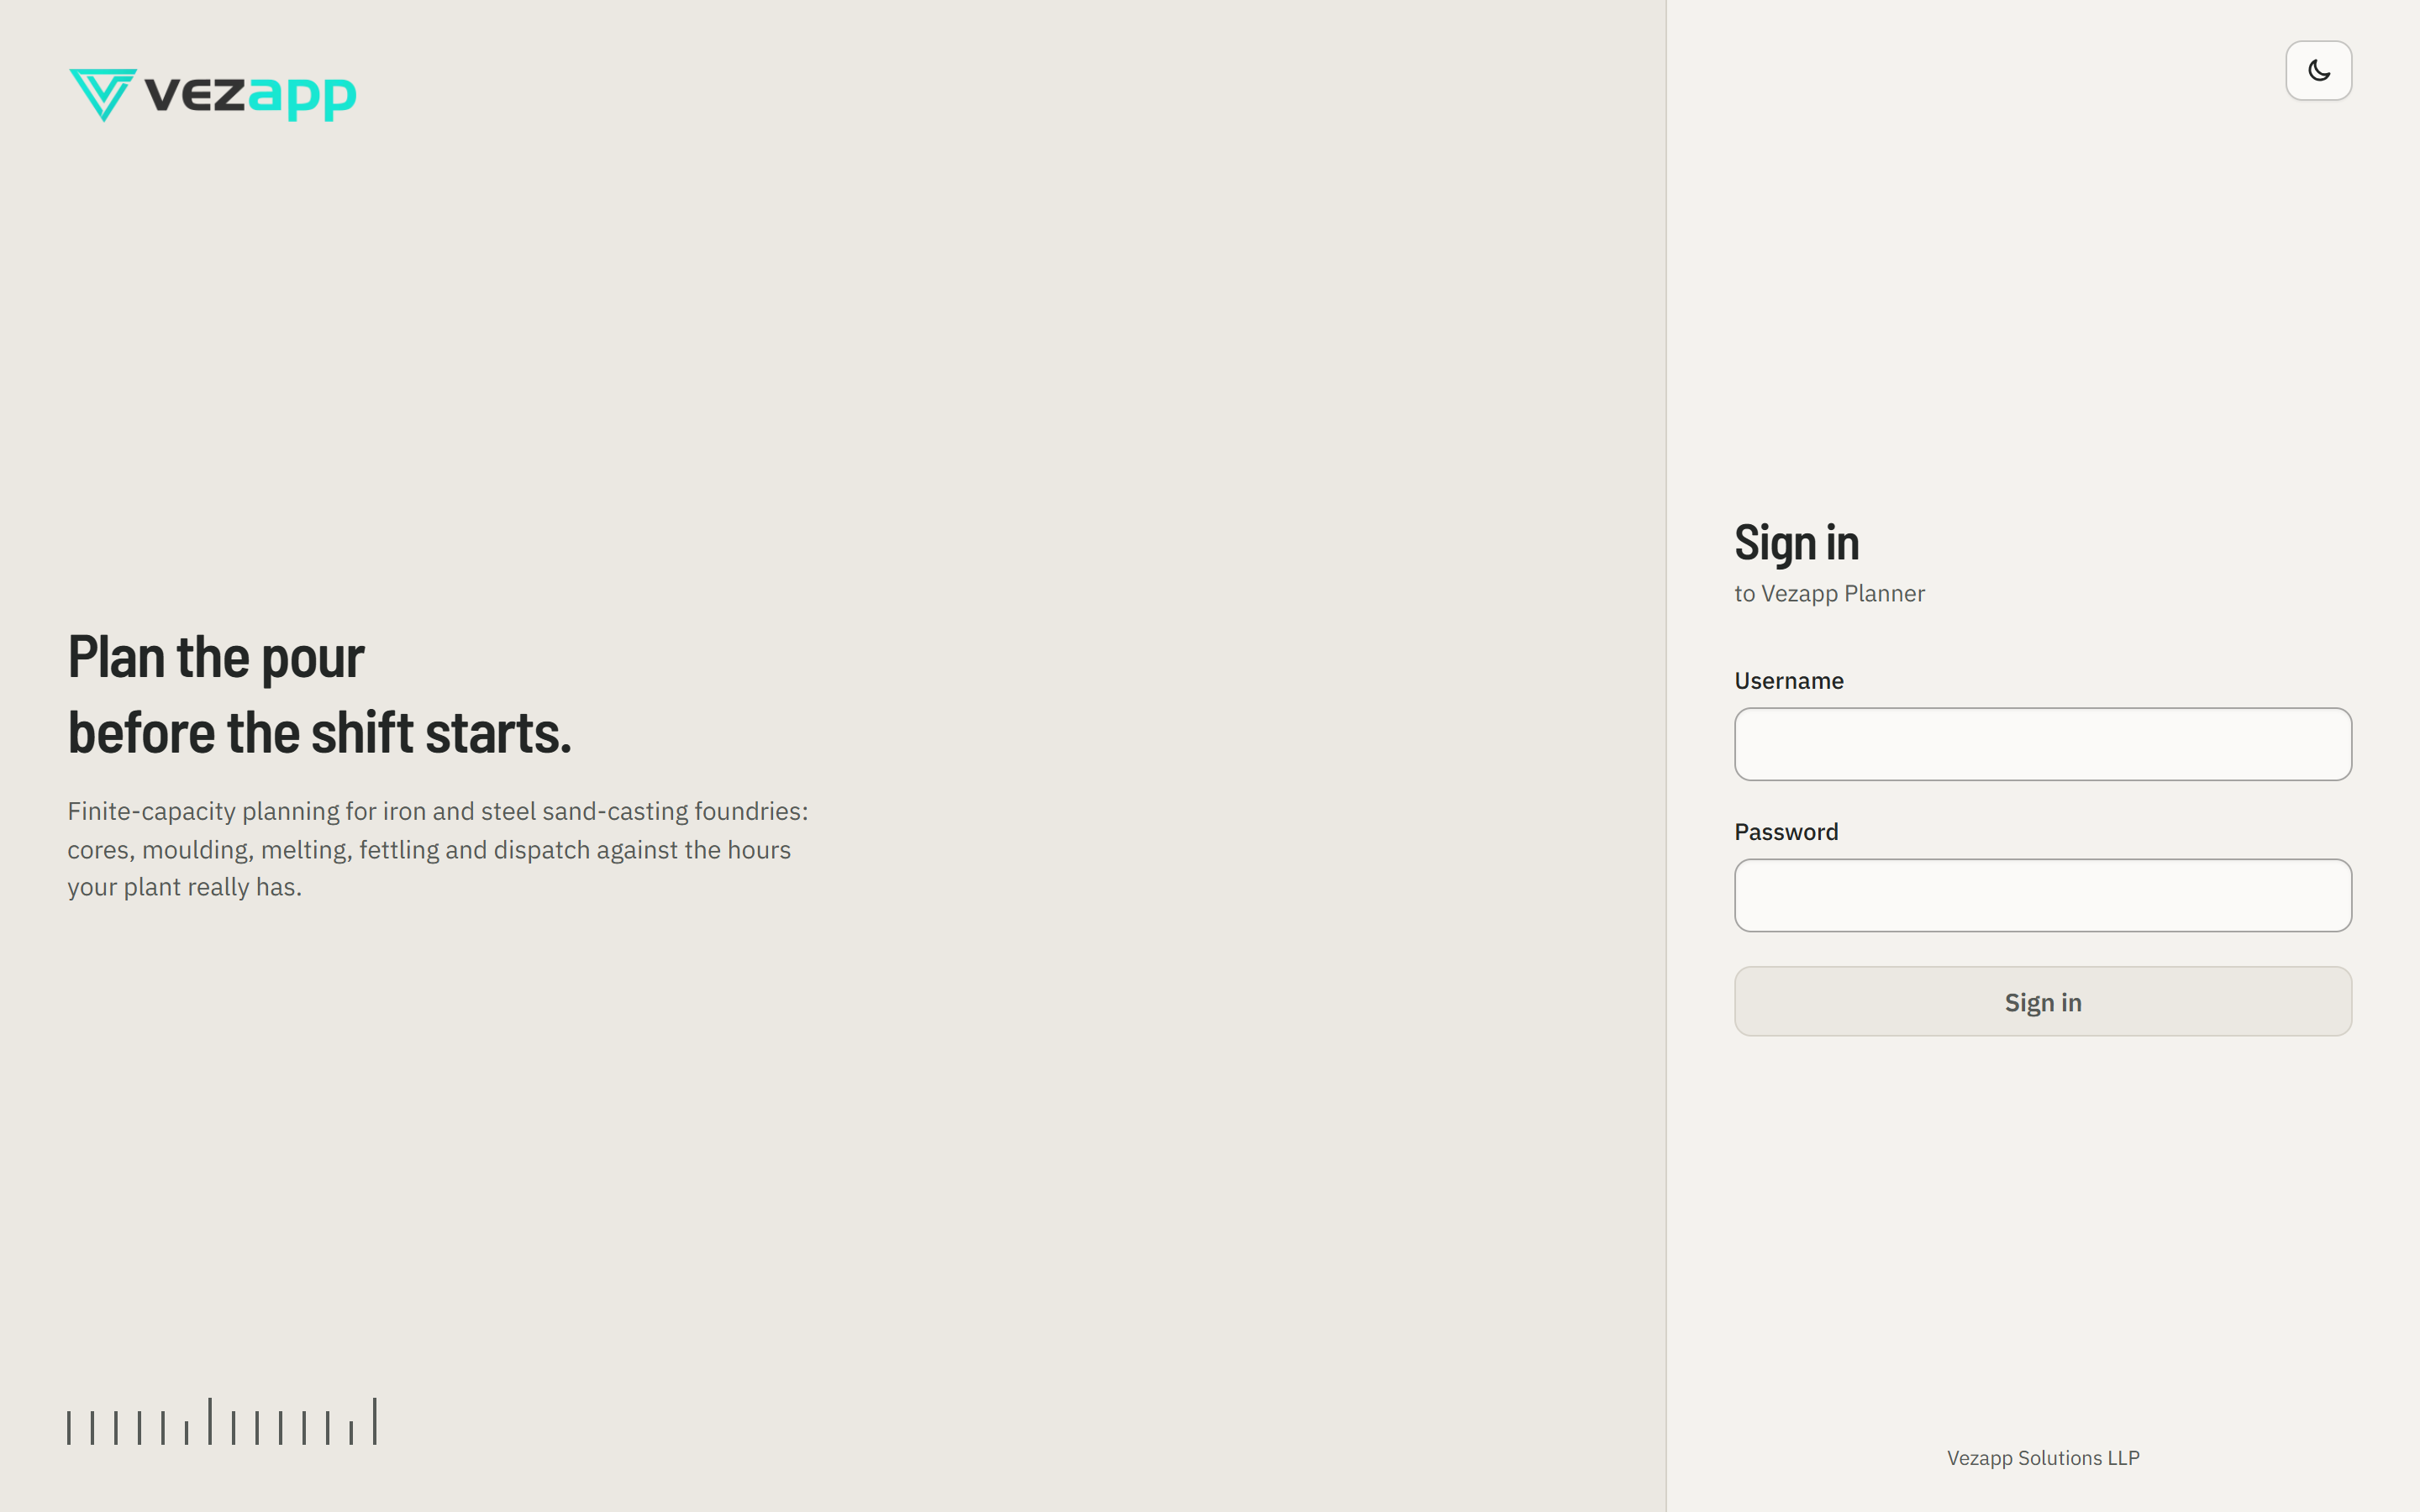 vezapp
Plan the pour
before the shift starts.
Finite-capacity planning for iron and steel sand-casting foundries:
cores, moulding, melting, fettling and dispatch against the hours
your plant really has.
Sign in
to Vezapp Planner
Username
Password
Sign in
Vezapp Solutions LLP